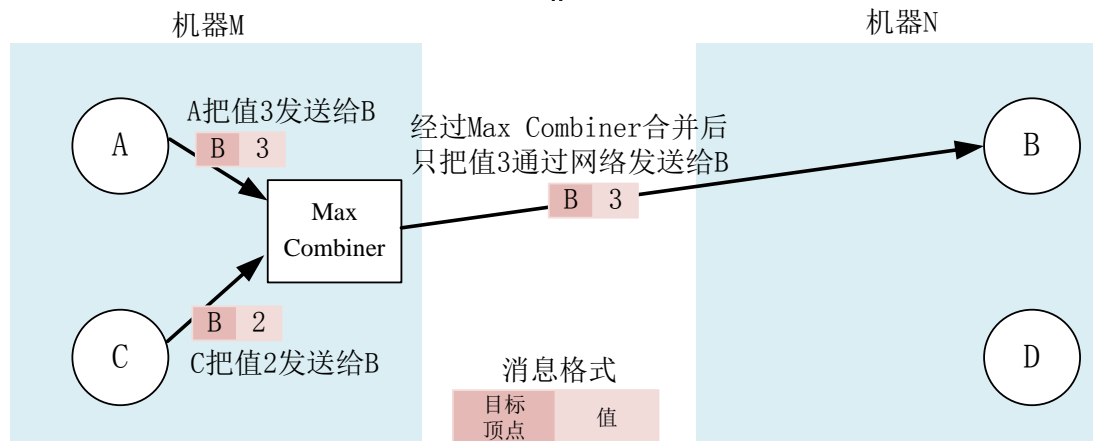 机器M
机器N
A把值3发送给B
A
B 3
经过Max Combiner合并后
只把值3通过网络发送给B
B 3
B
Max
Combiner
B 2
C
C把值2发送给B
D
消息格式
目标
顶点
值